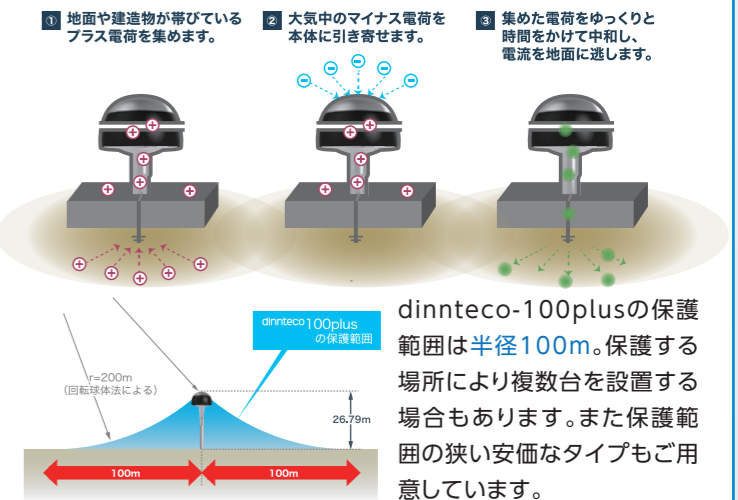 ① 地面や建造物が帯びている
プラス電荷を集めます。
② 大気中のマイナス電荷を
本体に引き寄せます。
③ 集めた電荷をゆっくりと
時間をかけて中和し、
電流を地面に逃します。
dinnteco100plus
の保護範囲
r=200m
(回転球体法による)
26.79m
100m
100m
dinnteco-100plusの保護
範囲は半径100m。保護する
場所により複数台を設置する
場合もあります。また保護範
囲の狭い安価なタイプもご用
意しています。